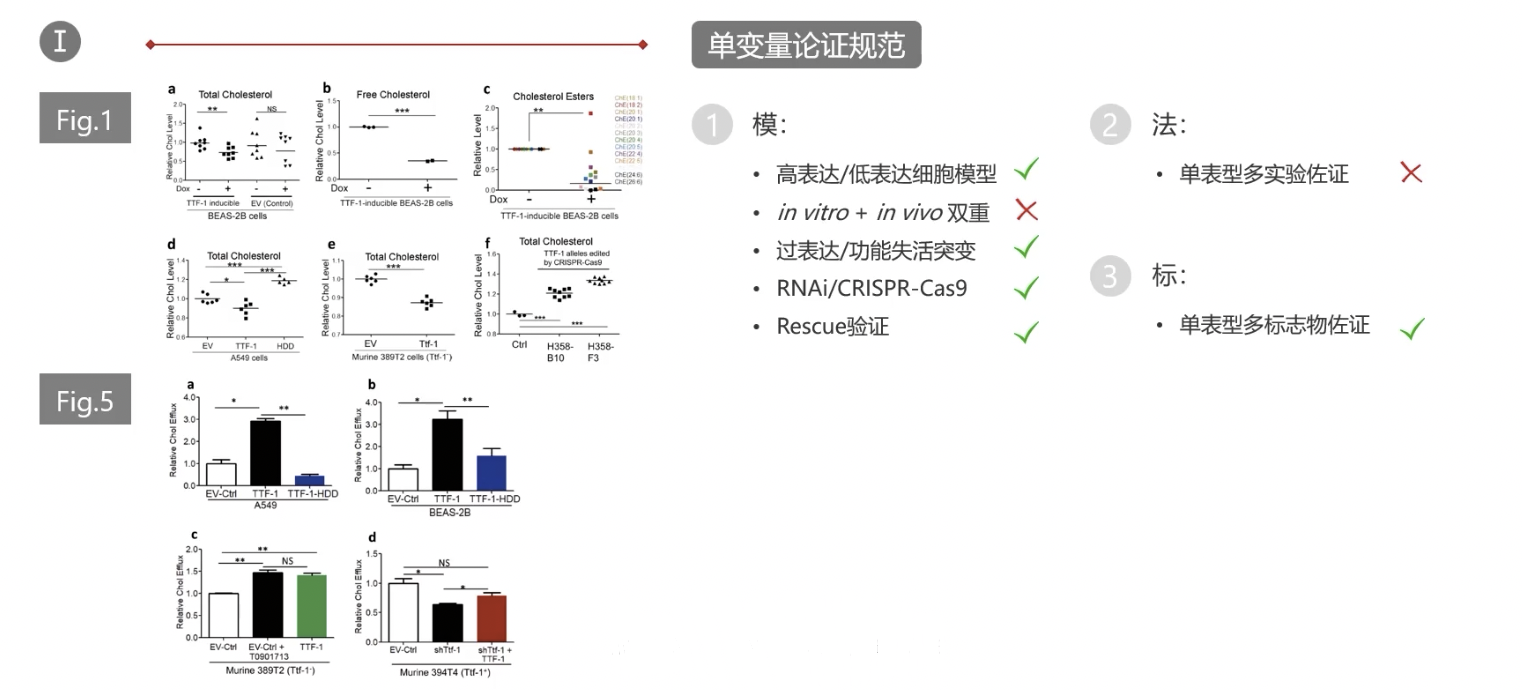 I
单变量论证规范
Fig.1
a
Total Cholesterol
Relative Chol Level
2.0
1.5
1.0
0.5
0.0
**
NS
Dox - + - +
TTF-1 inducible EV (Control)
BEAS-2B cells
b
Free Cholesterol
Relative Chol Level
1.5
1.0
0.5
0.0
***
- +
TTF-1-inducible BEAS-2B cells
c
Cholesterol Esters
Relative Level
2.0
1.5
1.0
0.5
0.0
**
ChE(18:1)
ChE(18:2)
ChE(20:1)
ChE(20:1)
ChE(20:3)
ChE(20:4)
ChE(20:5)
ChE(22:4)
ChE(22:5)
ChE(24:6)
ChE(26:6)
Dox - +
TTF-1-inducible BEAS-2B cells
d
Total Cholesterol
Relative Chol Level
1.4
1.2
1.0
0.8
0.6
***
***
*
EV TTF-1 HDD
A549 cells
e
Total Cholesterol
Relative Chol Level
1.1
1.0
0.9
0.8
0.7
***
EV Ttf-1
Murine 389T2 cells (Ttf-1⁻)
f
Total Cholesterol
TTF-1 alleles edited
by CRISPR-Cas9
Relative Chol Level
1.6
1.4
1.2
1.0
0.8
***
***
Ctrl H358- H358-
B10 F3
Fig.5
a
Relative Chol Efflux
4.0
3.0
2.0
1.0
0.0
*
**
EV-Ctrl TTF-1 TTF-1-HDD
A549
b
Relative Chol Efflux
4.0
3.0
2.0
1.0
0.0
*
**
EV-Ctrl TTF-1 TTF-1-HDD
BEAS-2B
c
Relative Chol Efflux
2.0
1.5
1.0
0.5
0.0
**
**
NS
EV-Ctrl EV-Ctrl + TTF-1
T0901713
Murine 389T2 (Ttf-1⁻)
d
Relative Chol Efflux
1.5
1.0
0.5
0.0
NS
*
*
EV-Ctrl shTtf-1 shTtf-1 +
TTF-1
Murine 394T4 (Ttf-1⁺)
1 模：
• 高表达/低表达细胞模型 ✓
• in vitro + in vivo 双重 ✗
• 过表达/功能失活突变 ✓
• RNAi/CRISPR-Cas9 ✓
• Rescue验证 ✓
2 法：
• 单表型多实验佐证 ✗
3 标：
• 单表型多标志物佐证 ✓